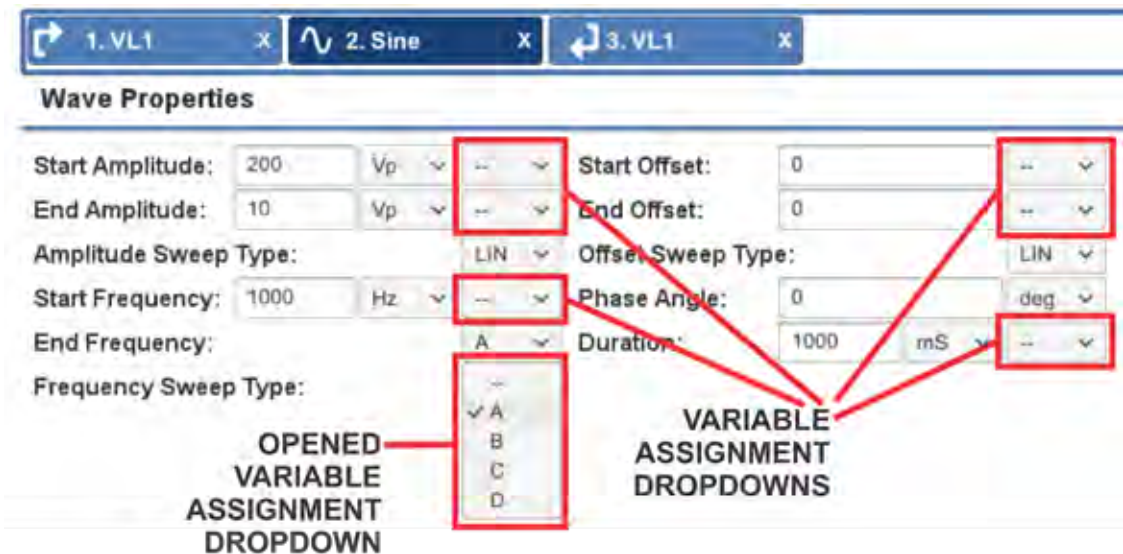 1. VL1 x 2. Sine x 3. VL1 x
Wave Properties
Start Amplitude: 200 Vp -- Start Offset: 0 --
End Amplitude: 10 Vp -- End Offset: 0 --
Amplitude Sweep Type: LIN Offset Sweep Type: LIN
Start Frequency: 1000 Hz -- Phase Angle: 0 deg
End Frequency: A Duration: 1000 mS --
Frequency Sweep Type:
--
A
B
C
D
OPENED
VARIABLE
ASSIGNMENT
DROPDOWN
VARIABLE
ASSIGNMENT
DROPDOWNS